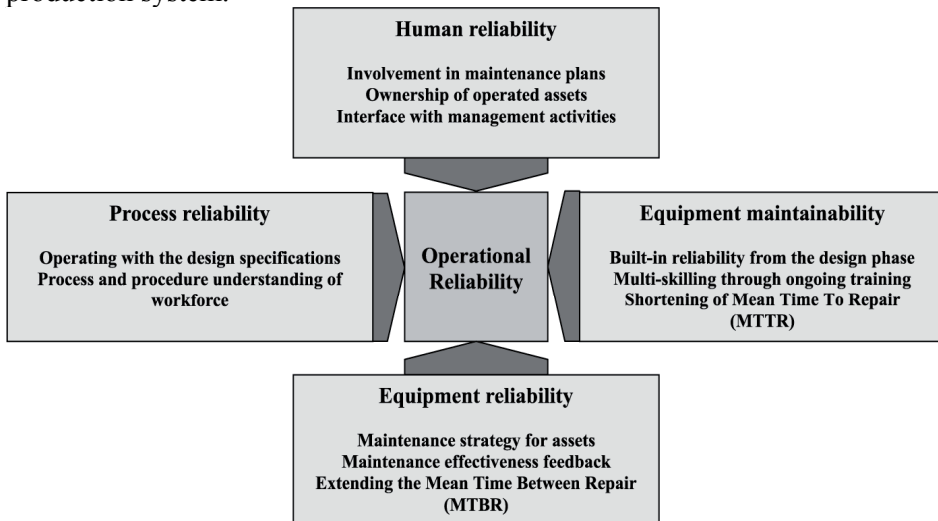 production system.
Human reliability
Involvement in maintenance plans
Ownership of operated assets
Interface with management activities
Process reliability
Operating with the design specifications
Process and procedure understanding of
workforce
Operational
Reliability
Equipment maintainability
Built-in reliability from the design phase
Multi-skilling through ongoing training
Shortening of Mean Time To Repair
(MTTR)
Equipment reliability
Maintenance strategy for assets
Maintenance effectiveness feedback
Extending the Mean Time Between Repair
(MTBR)